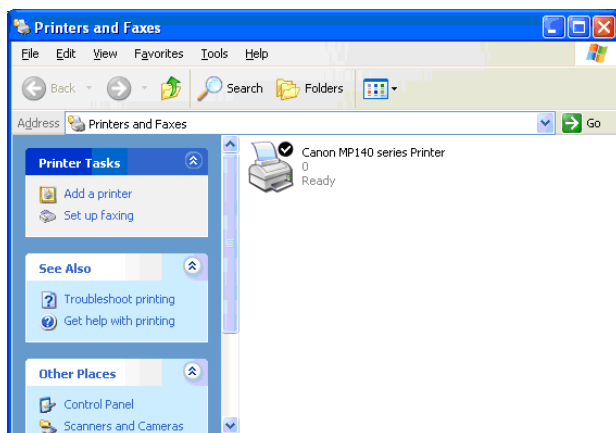 Printers and Faxes
File Edit View Favorites Tools Help
Back Search Folders
Address Printers and Faxes Go
Printer Tasks
Add a printer
Set up faxing
See Also
Troubleshoot printing
Get help with printing
Other Places
Control Panel
Scanners and Cameras
Canon MP140 series Printer
0
Ready